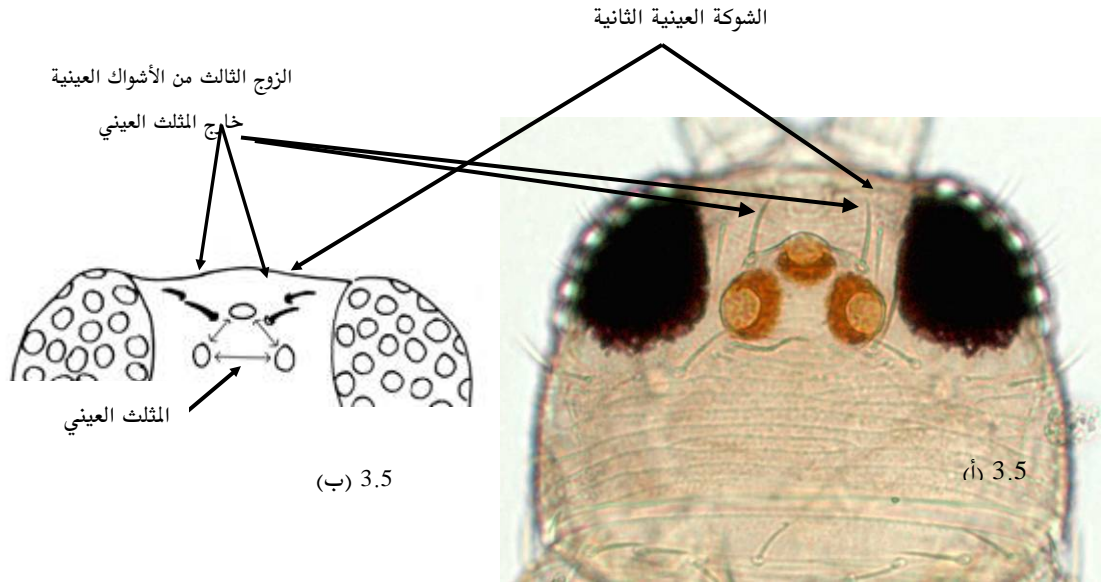 الشوكة العينية الثانية
الزوج الثالث من الأشواك العينية
خارج المثلث العيني
المثلث العيني
3.5 (ب)
3.5 (أ)